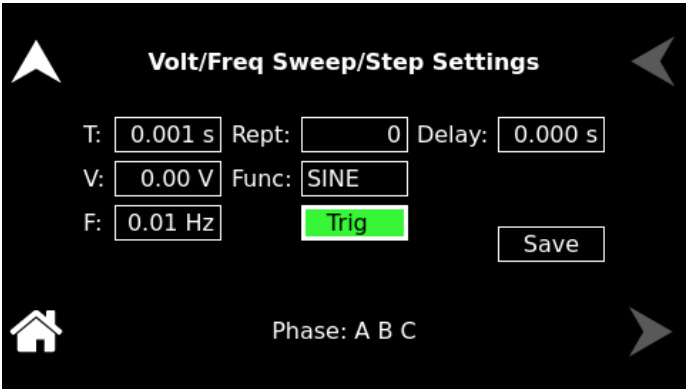 Volt/Freq Sweep/Step Settings
T: 0.001 s Rept: 0 Delay: 0.000 s
V: 0.00 V Func: SINE
F: 0.01 Hz Trig
Save
Phase: A B C